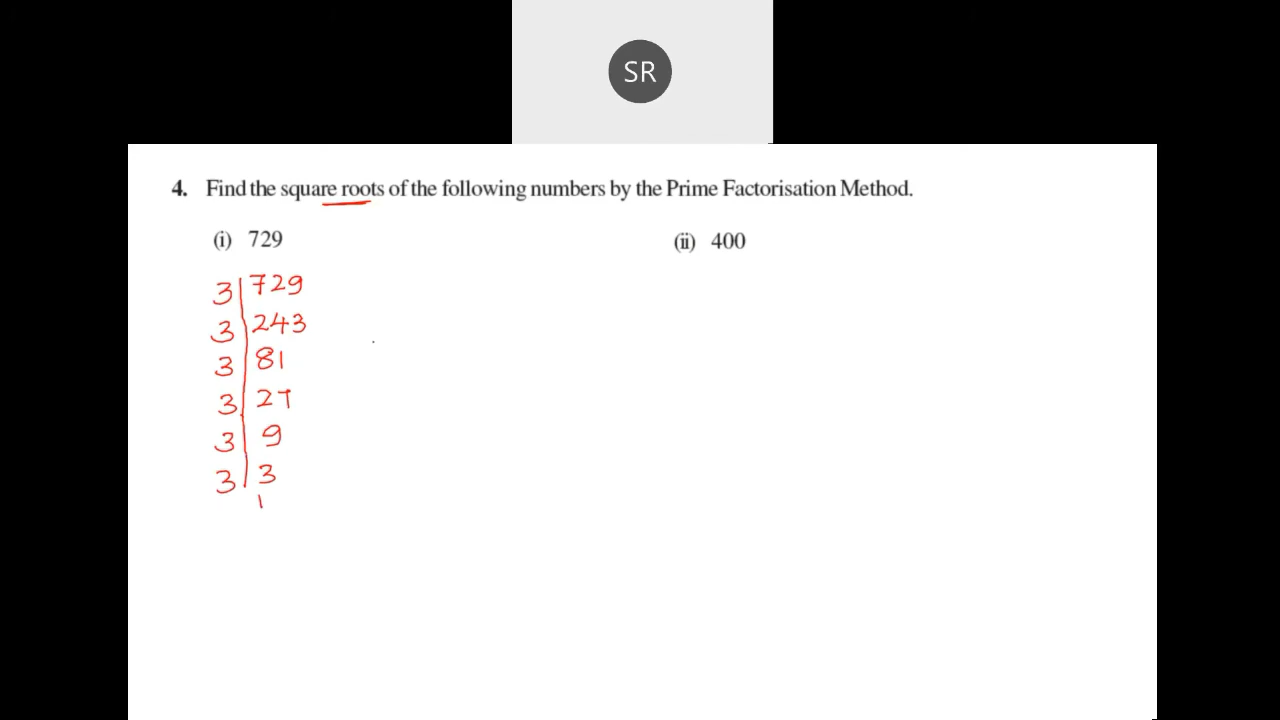 SR
4. Find the square roots of the following numbers by the Prime Factorisation Method.
(i) 729 (ii) 400
3 729
3 243
3 81
3 27
3 9
3 3
1